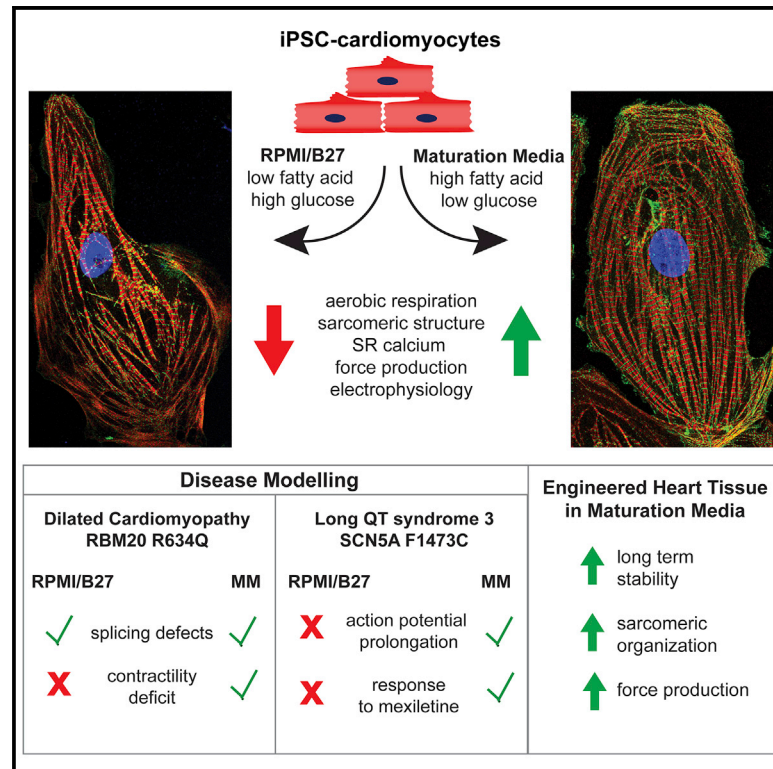 iPSC-cardiomyocytes
RPMI/B27
low fatty acid
high glucose
Maturation Media
high fatty acid
low glucose
aerobic respiration
sarcomeric structure
SR calcium
force production
electrophysiology
Disease Modelling
Dilated Cardiomyopathy
RBM20 R634Q
RPMI/B27 MM
splicing defects
contractility
deficit
Long QT syndrome 3
SCN5A F1473C
RPMI/B27 MM
action potential
prolongation
response
to mexiletine
Engineered Heart Tissue
in Maturation Media
long term
stability
sarcomeric
organization
force production